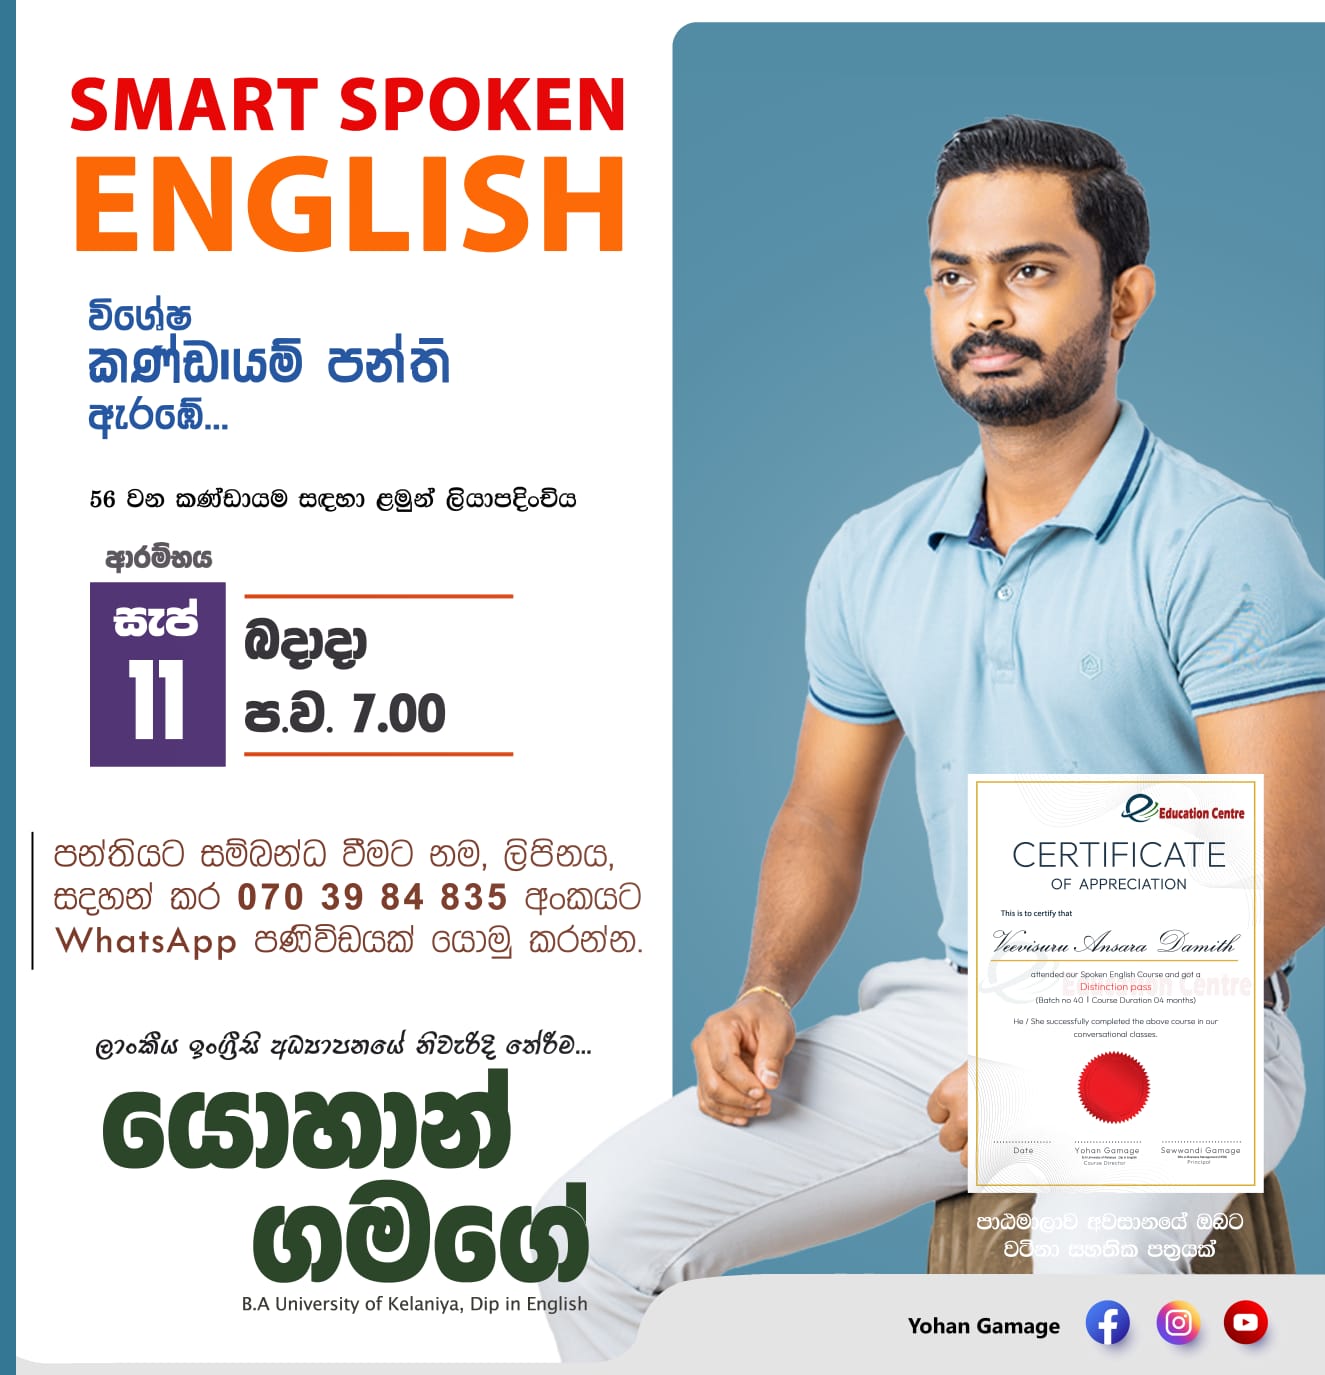 SMART SPOKEN
ENGLISH
විශේෂ
කණ්ඩායම් පන්ති
ඇරඹේ...
56 වන කණ්ඩායම සඳහා ළමුන් ලියාපදිංචිය
ආරම්භය
සැප්
11
බදාදා
ප.ව. 7.00
පන්තියට සම්බන්ධ වීමට නම, ලිපිනය,
සදහන් කර 070 39 84 835 අංකයට
WhatsApp පණිවිඩයක් යොමු කරන්න.
ලාංකීය ඉංග්‍රීසි අධ්‍යාපනයේ නිවැරදි තේරීම...
යොහාන්
ගමගේ
B.A University of Kelaniya, Dip in English
Education Centre
CERTIFICATE
OF APPRECIATION
This is to certify that
Veevisuru Ansara Damith
attended our Spoken English Course and got a
Distinction pass
(Batch no 40 | Course Duration 04 months)
He / She successfully completed the above course in our
conversational classes.
Education Centre
Date
Yohan Gamage
Course Director
Sewwandi Gamage
Principal
පාඨමාලාව අවසානයේ ඔබට
වටිනා සහතික පත්‍රයක්
Yohan Gamage